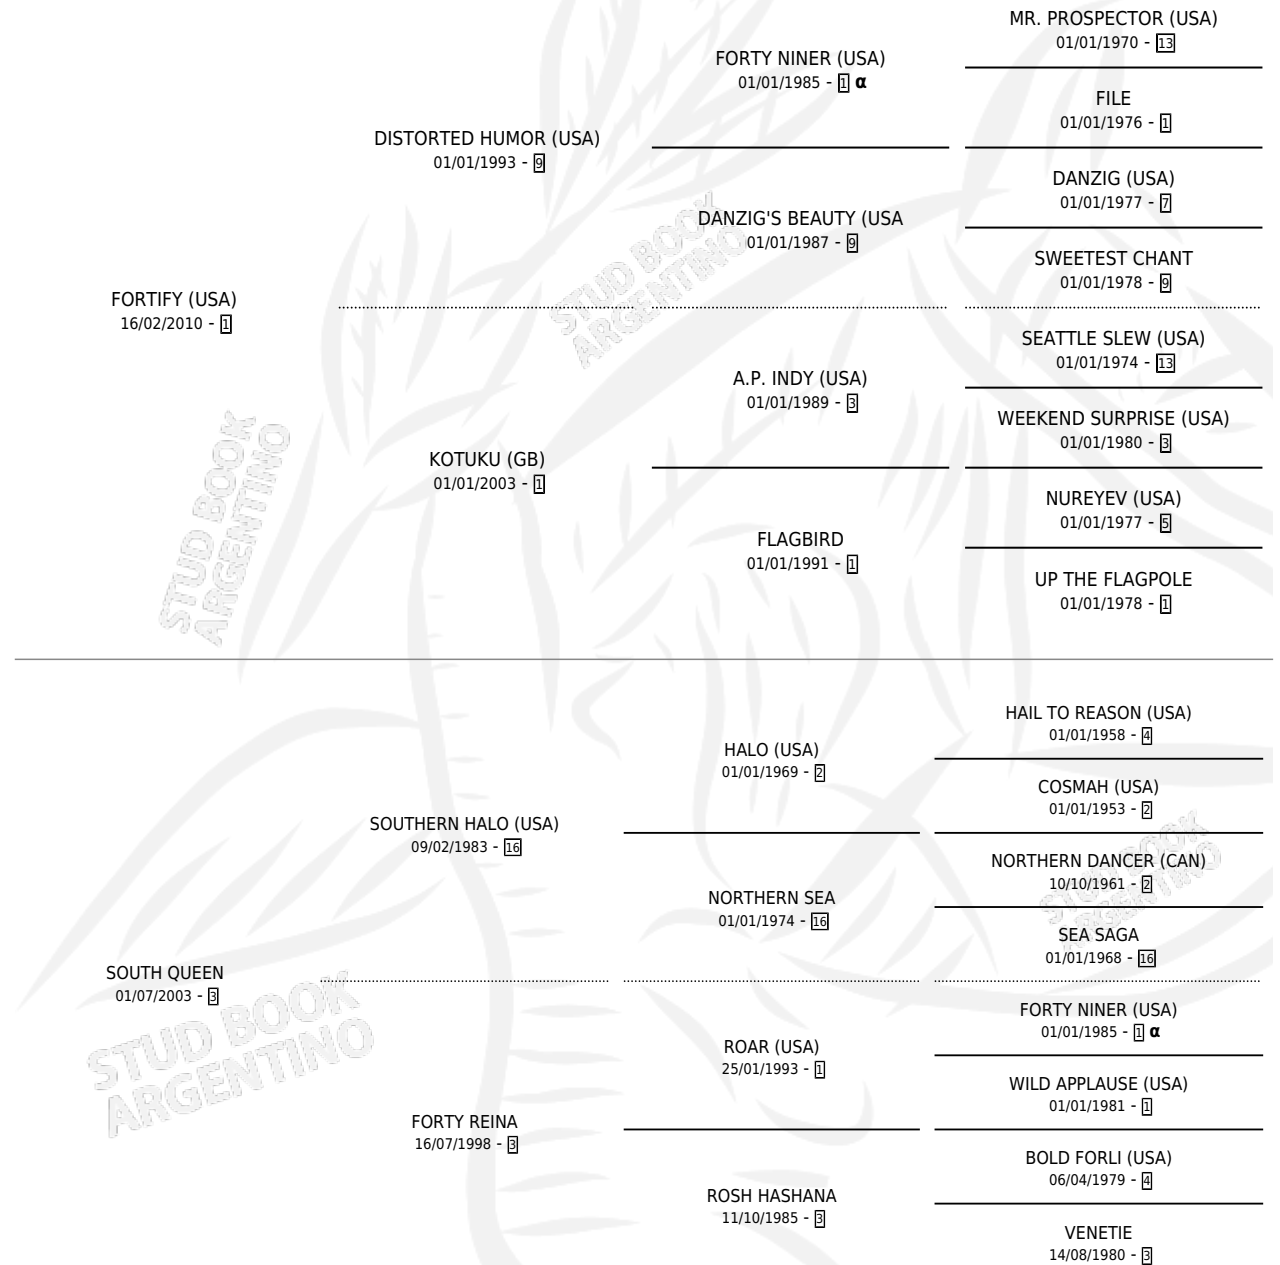 MR. PROSPECTOR (USA)
01/01/1970 - 13
FORTY NINER (USA)
01/01/1985 - 1 α
FILE
01/01/1976 - 1
DISTORTED HUMOR (USA)
01/01/1993 - 9
DANZIG (USA)
01/01/1977 - 7
DANZIG'S BEAUTY (USA
01/01/1987 - 9
SWEETEST CHANT
01/01/1978 - 9
FORTIFY (USA)
16/02/2010 - 1
SEATTLE SLEW (USA)
01/01/1974 - 13
A.P. INDY (USA)
01/01/1989 - 3
WEEKEND SURPRISE (USA)
01/01/1980 - 3
KOTUKU (GB)
01/01/2003 - 1
NUREYEV (USA)
01/01/1977 - 5
FLAGBIRD
01/01/1991 - 1
UP THE FLAGPOLE
01/01/1978 - 1
HAIL TO REASON (USA)
01/01/1958 - 4
HALO (USA)
01/01/1969 - 2
COSMAH (USA)
01/01/1953 - 2
SOUTHERN HALO (USA)
09/02/1983 - 16
NORTHERN DANCER (CAN)
10/10/1961 - 2
NORTHERN SEA
01/01/1974 - 16
SEA SAGA
01/01/1968 - 16
SOUTH QUEEN
01/07/2003 - 3
FORTY NINER (USA)
01/01/1985 - 1 α
ROAR (USA)
25/01/1993 - 1
WILD APPLAUSE (USA)
01/01/1981 - 1
FORTY REINA
16/07/1998 - 3
BOLD FORLI (USA)
06/04/1979 - 4
ROSH HASHANA
11/10/1985 - 3
VENETIE
14/08/1980 - 3
STUD BOOK
ARGENTINO
STUD BOOK
ARGENTINO
STUD BOOK
ARGENTINO
STUD BOOK
ARGENTINO